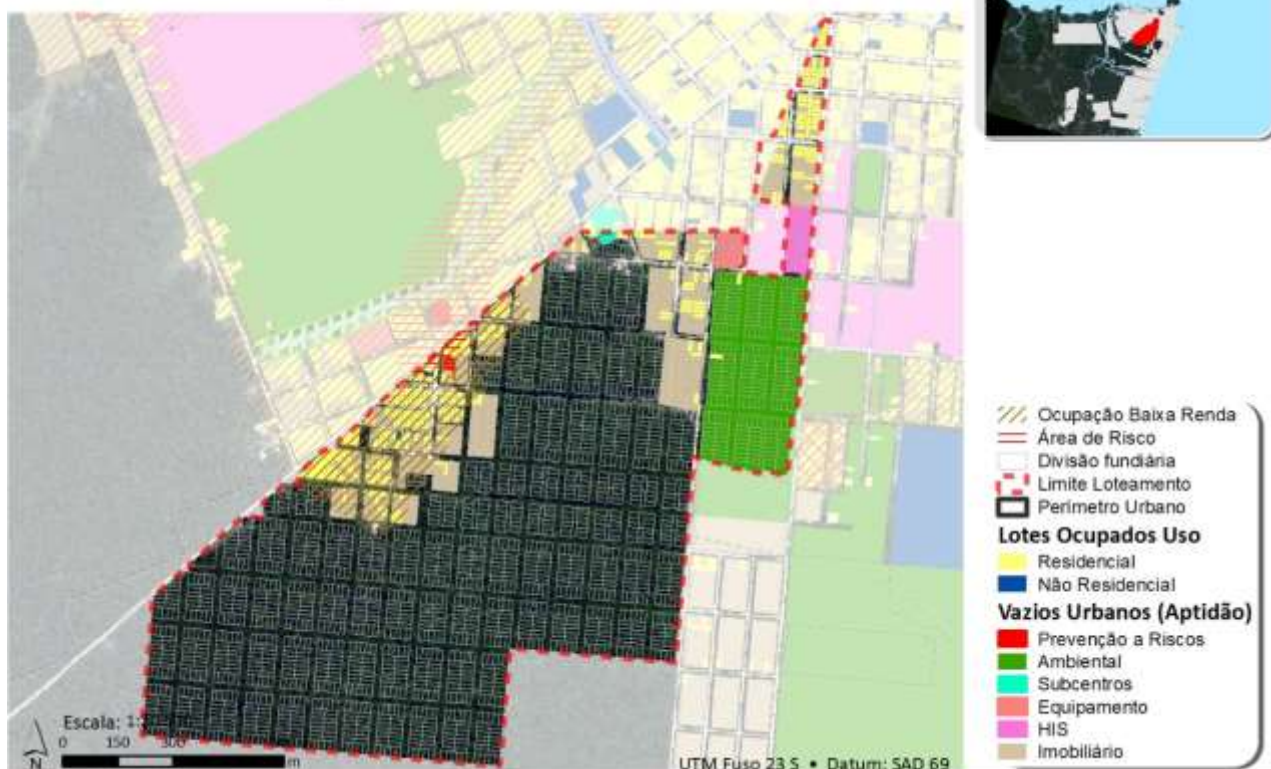 Ocupação Baixa Renda
Área de Risco
Divisão fundiária
Limite Loteamento
Perímetro Urbano
Lotes Ocupados Uso
Residencial
Não Residencial
Vazios Urbanos (Aptidão)
Prevenção a Riscos
Ambiental
Subcentros
Equipamento
HIS
Imobiliário
Escala:
0 150 300
m
N
UTM Fuso 23 S • Datum: SAD 69